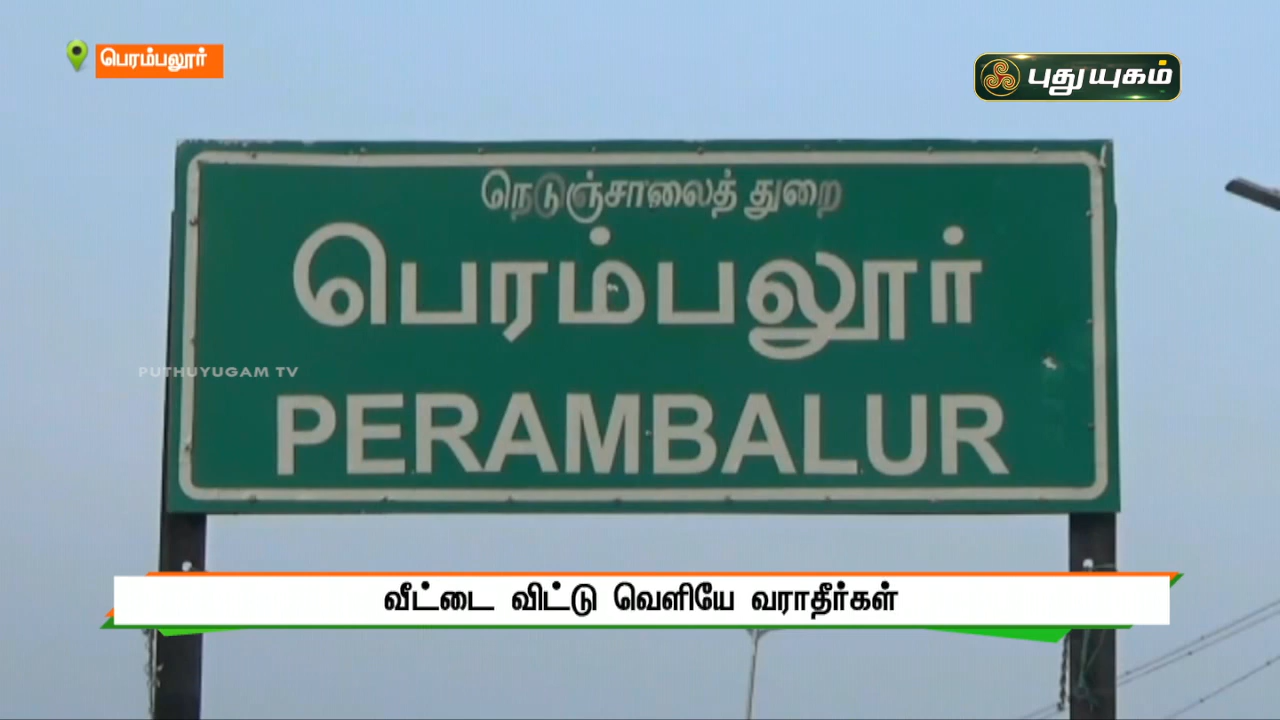 பெரம்பலூர்
புதுயுகம்
நெடுஞ்சாலைத் துறை
பெரம்பலூர்
PUTHUYUGAM TV
PERAMBALUR
வீட்டை விட்டு வெளியே வராதீர்கள்